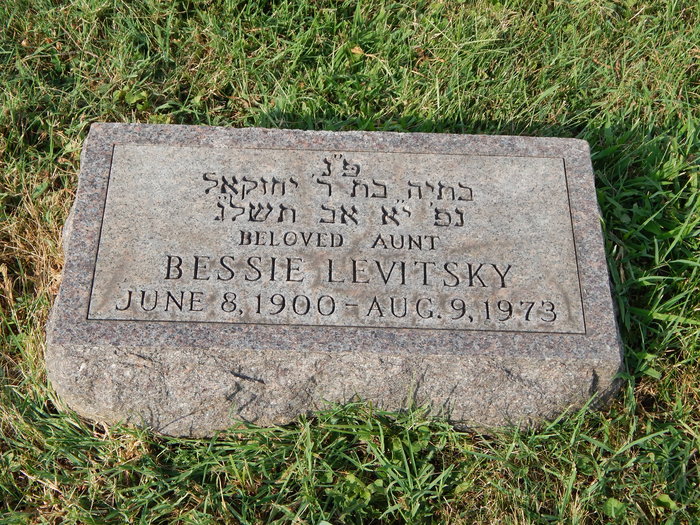 פ"נ
בתיה בת ר' יחזקאל
נפ' י"א אב תשל"ג
BELOVED AUNT
BESSIE LEVITSKY
JUNE 8, 1900 - AUG. 9, 1973